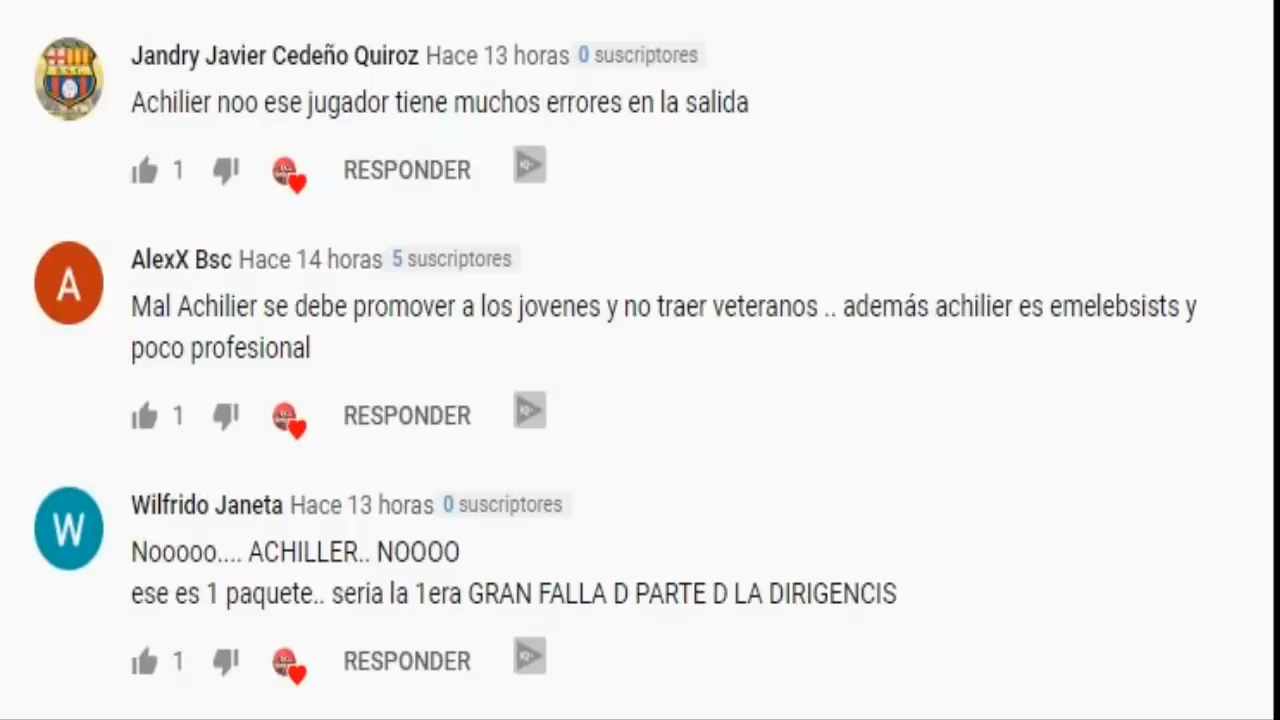 Jandry Javier Cedeño Quiroz Hace 13 horas 0 suscriptores
Achilier noo ese jugador tiene muchos errores en la salida
1 RESPONDER
AlexX Bsc Hace 14 horas 5 suscriptores
Mal Achilier se debe promover a los jovenes y no traer veteranos .. además achilier es emelebsists y
poco profesional
1 RESPONDER
Wilfrido Janeta Hace 13 horas 0 suscriptores
Nooooo.... ACHILLER.. NOOOO
ese es 1 paquete.. seria la 1era GRAN FALLA D PARTE D LA DIRIGENCIS
1 RESPONDER